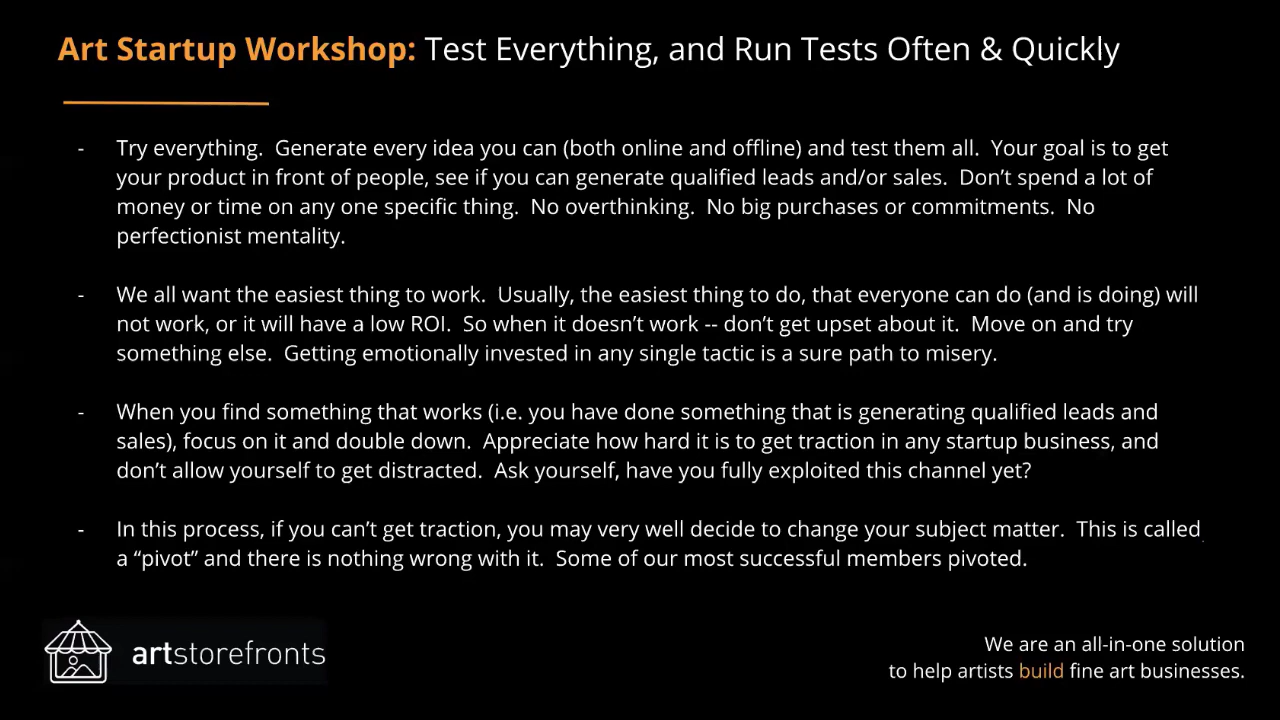 Art Startup Workshop: Test Everything, and Run Tests Often & Quickly
- Try everything.  Generate every idea you can (both online and offline) and test them all.  Your goal is to get
your product in front of people, see if you can generate qualified leads and/or sales.  Don’t spend a lot of
money or time on any one specific thing.  No overthinking.  No big purchases or commitments.  No
perfectionist mentality.
- We all want the easiest thing to work.  Usually, the easiest thing to do, that everyone can do (and is doing) will
not work, or it will have a low ROI.  So when it doesn’t work -- don’t get upset about it.  Move on and try
something else.  Getting emotionally invested in any single tactic is a sure path to misery.
- When you find something that works (i.e. you have done something that is generating qualified leads and
sales), focus on it and double down.  Appreciate how hard it is to get traction in any startup business, and
don’t allow yourself to get distracted.  Ask yourself, have you fully exploited this channel yet?
- In this process, if you can’t get traction, you may very well decide to change your subject matter.  This is called
a “pivot” and there is nothing wrong with it.  Some of our most successful members pivoted.
artstorefronts
We are an all-in-one solution
to help artists build fine art businesses.